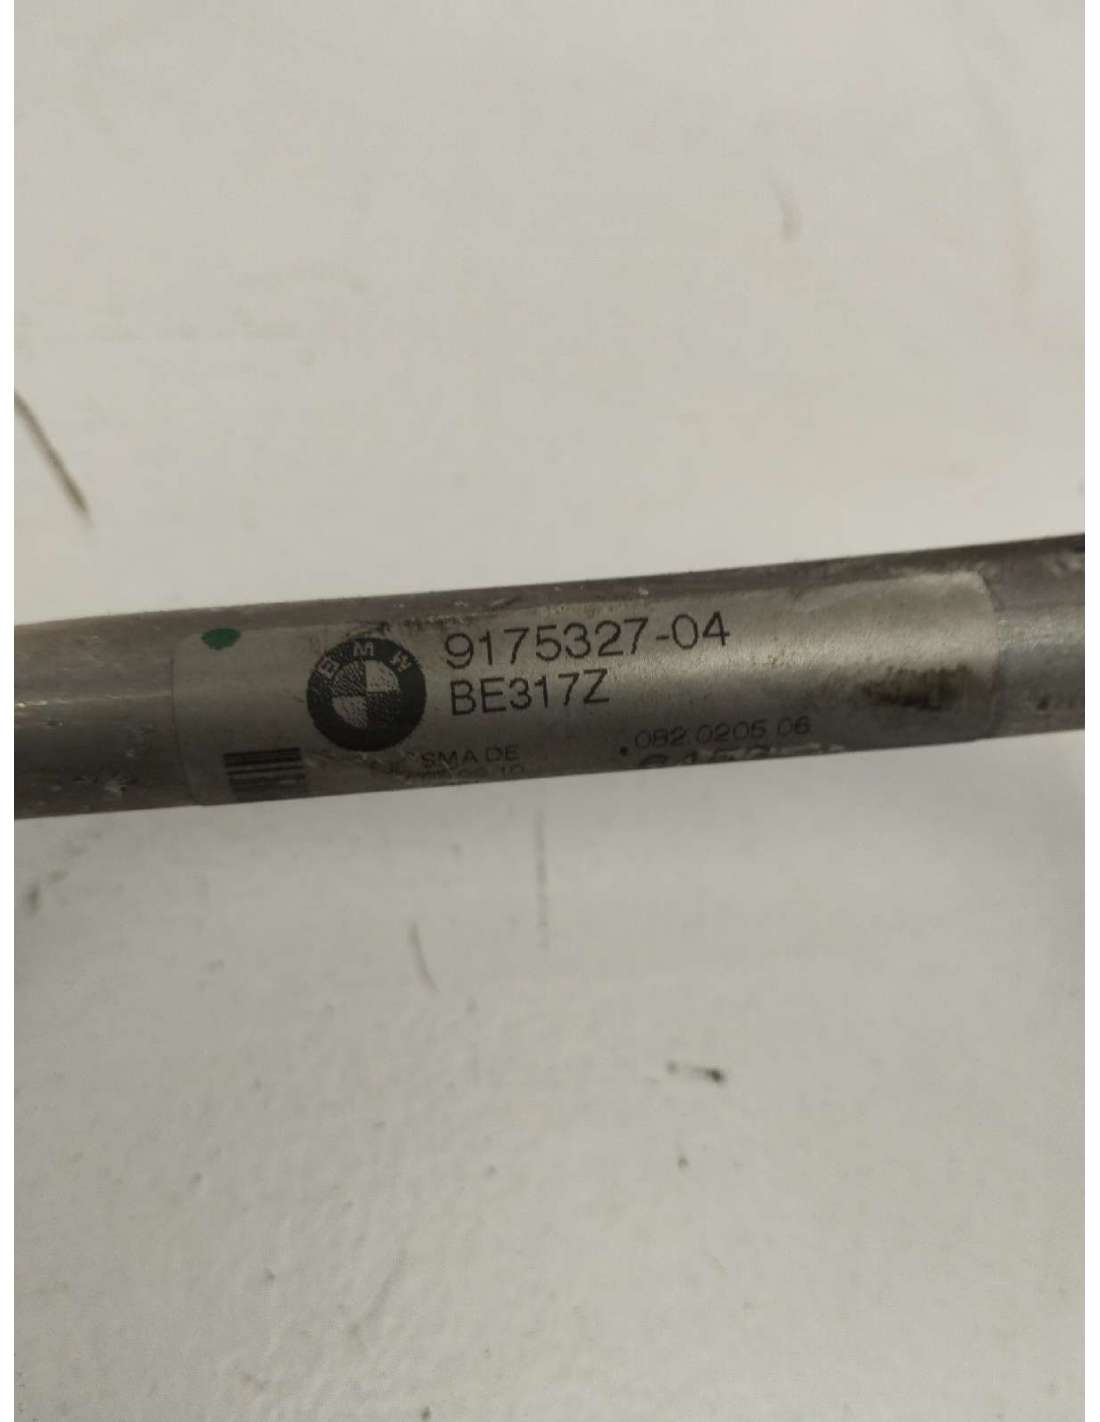 BMW
9175327-04
BE317Z
SMA DE
082 0205 06